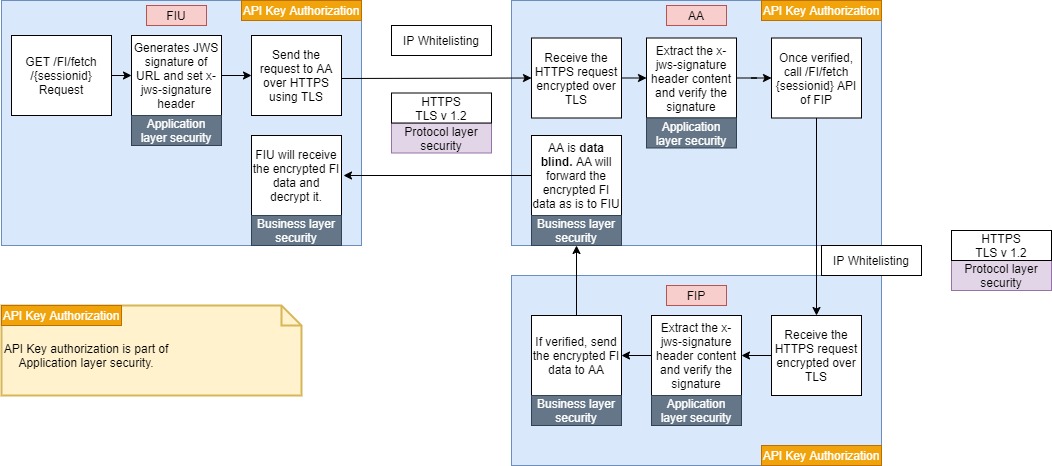 FIU
API Key Authorization
GET /FI/fetch
/{sessionid}
Request
Generates JWS
signature of
URL and set x-
jws-signature
header
Application
layer security
Send the
request to AA
over HTTPS
using TLS
FIU will receive
the encrypted FI
data and
decrypt it.
Business layer
security
IP Whitelisting
HTTPS
TLS v 1.2
Protocol layer
security
AA
API Key Authorization
Receive the
HTTPS request
encrypted over
TLS
Extract the x-
jws-signature
header content
and verify the
signature
Application
layer security
Once verified,
call /FI/fetch
{sessionid} API
of FIP
AA is data
blind. AA will
forward the
encrypted FI
data as is to FIU
Business layer
security
IP Whitelisting
HTTPS
TLS v 1.2
Protocol layer
security
FIP
Receive the
HTTPS request
encrypted over
TLS
Extract the x-
jws-signature
header content
and verify the
signature
Application
layer security
If verified, send
the encrypted FI
data to AA
Business layer
security
API Key Authorization
API Key Authorization
API Key authorization is part of
Application layer security.